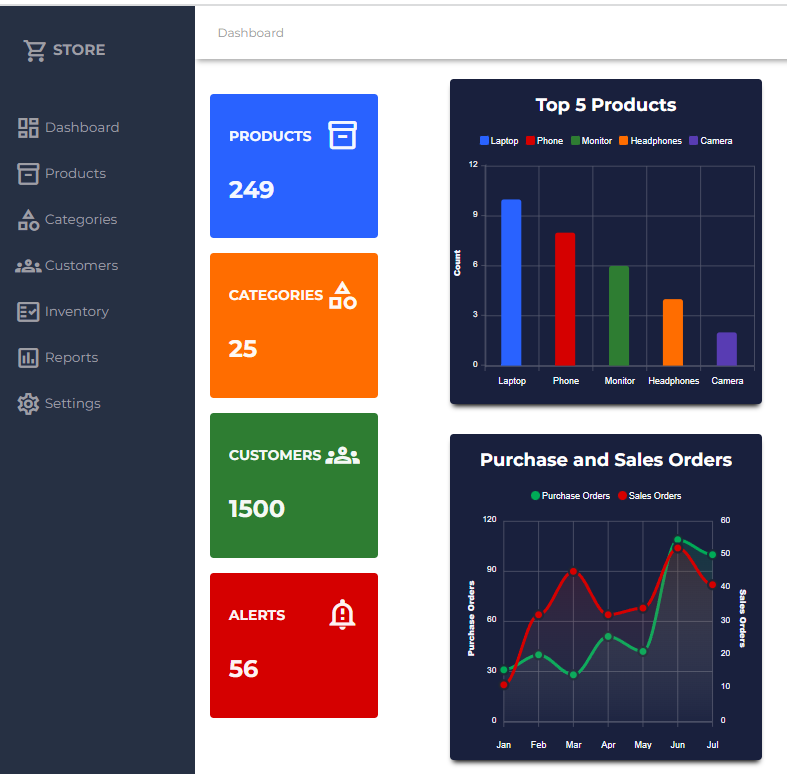 STORE
Dashboard
Products
Categories
Customers
Inventory
Reports
Settings
Dashboard
PRODUCTS
249
CATEGORIES
25
CUSTOMERS
1500
ALERTS
56
Top 5 Products
Laptop Phone Monitor Headphones Camera
12
9
6
3
0
Count
Laptop Phone Monitor Headphones Camera
Purchase and Sales Orders
Purchase Orders Sales Orders
120
90
60
30
0
Purchase Orders
60
50
40
30
20
10
0
Sales Orders
Jan Feb Mar Apr May Jun Jul